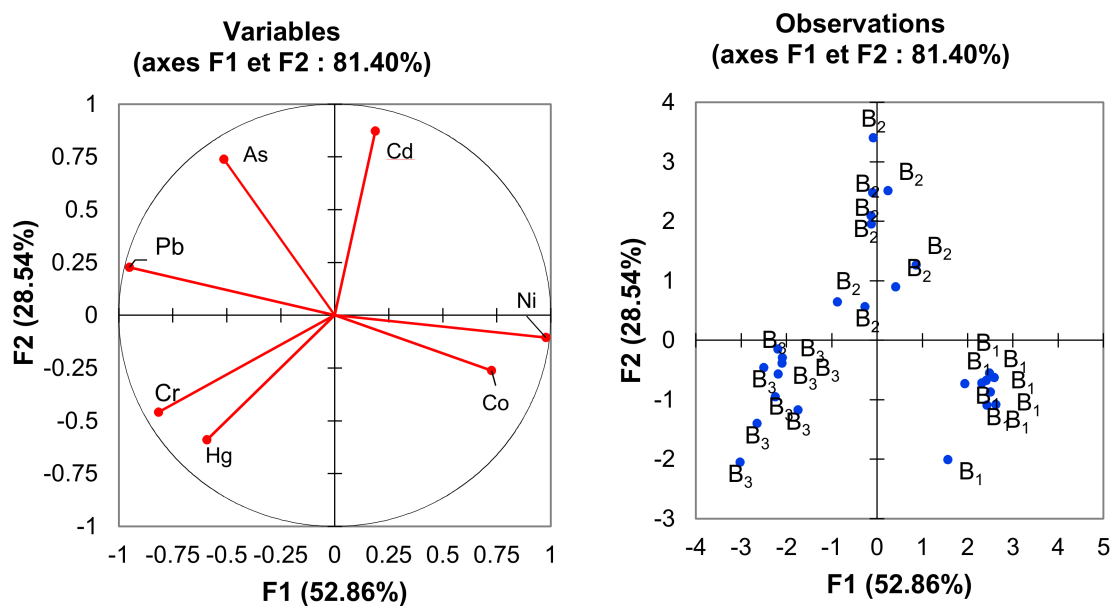 Variables
(axes F1 et F2 : 81.40%)
1
0.75
0.5
0.25
0
-0.25
-0.5
-0.75
-1
F2 (28.54%)
As
Cd
Pb
Ni
Co
Cr
Hg
-1 -0.75 -0.5 -0.25 0 0.25 0.5 0.75 1
F1 (52.86%)
Observations
(axes F1 et F2 : 81.40%)
4
3
2
1
0
-1
-2
-3
F2 (28.54%)
B2
B2
B2
B2
B2
B2
B2
B2
B2
B3
B3
B3
B3
B3
B3
B3
B3
B3
B1
B1
B1
B1
B1
B1
B1
B1
B1
-4 -3 -2 -1 0 1 2 3 4 5
F1 (52.86%)